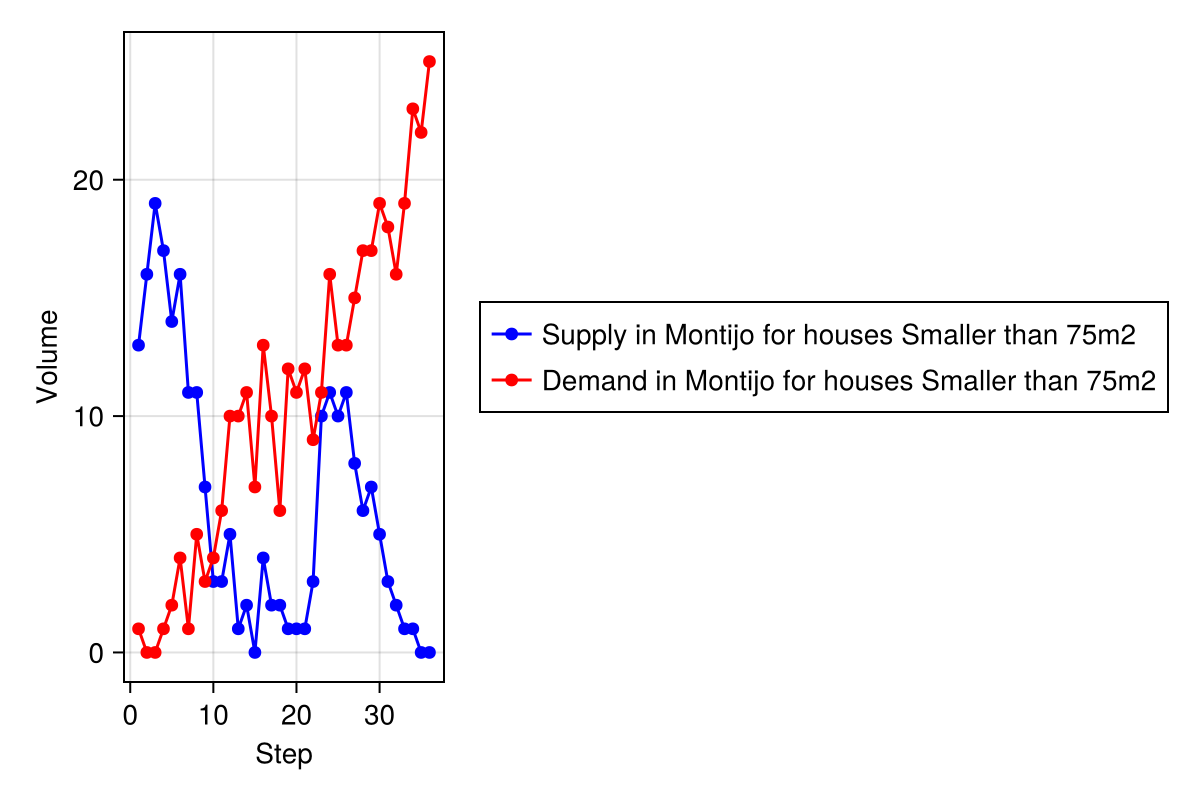 Volume
20
10
0
0 10 20 30
Step
Supply in Montijo for houses Smaller than 75m2
Demand in Montijo for houses Smaller than 75m2